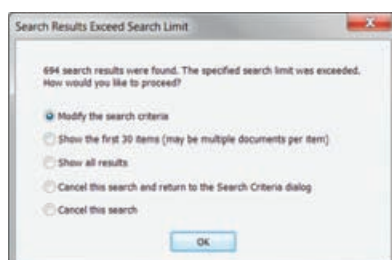 Search Results Exceed Search Limit
694 search results were found. The specified search limit was exceeded.
How would you like to proceed?
Modify the search criteria
Show the first 30 items (may be multiple documents per item)
Show all results
Cancel this search and return to the Search Criteria dialog
Cancel this search
OK